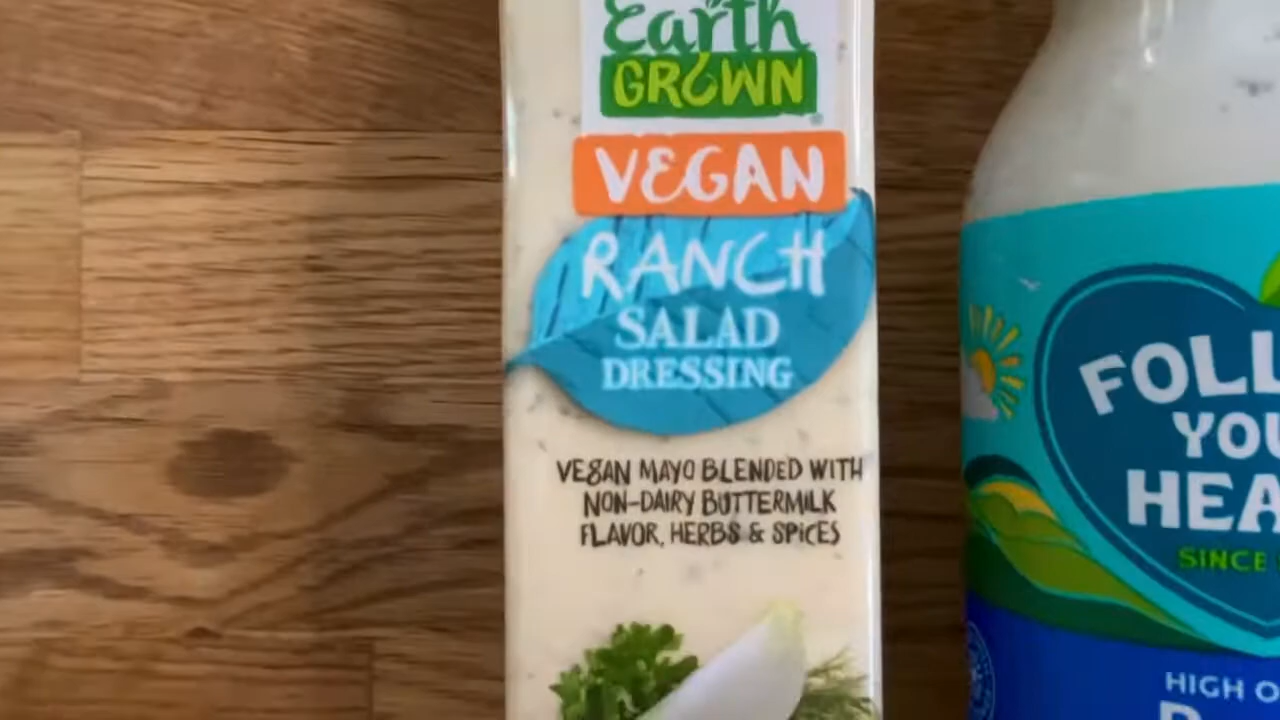 Earth
GROWN
VEGAN
RANCH
SALAD
DRESSING
VEGAN MAYO BLENDED WITH
NON-DAIRY BUTTERMILK
FLAVOR, HERBS & SPICES
FOLL
YOU
HEA
SINCE
HIGH O